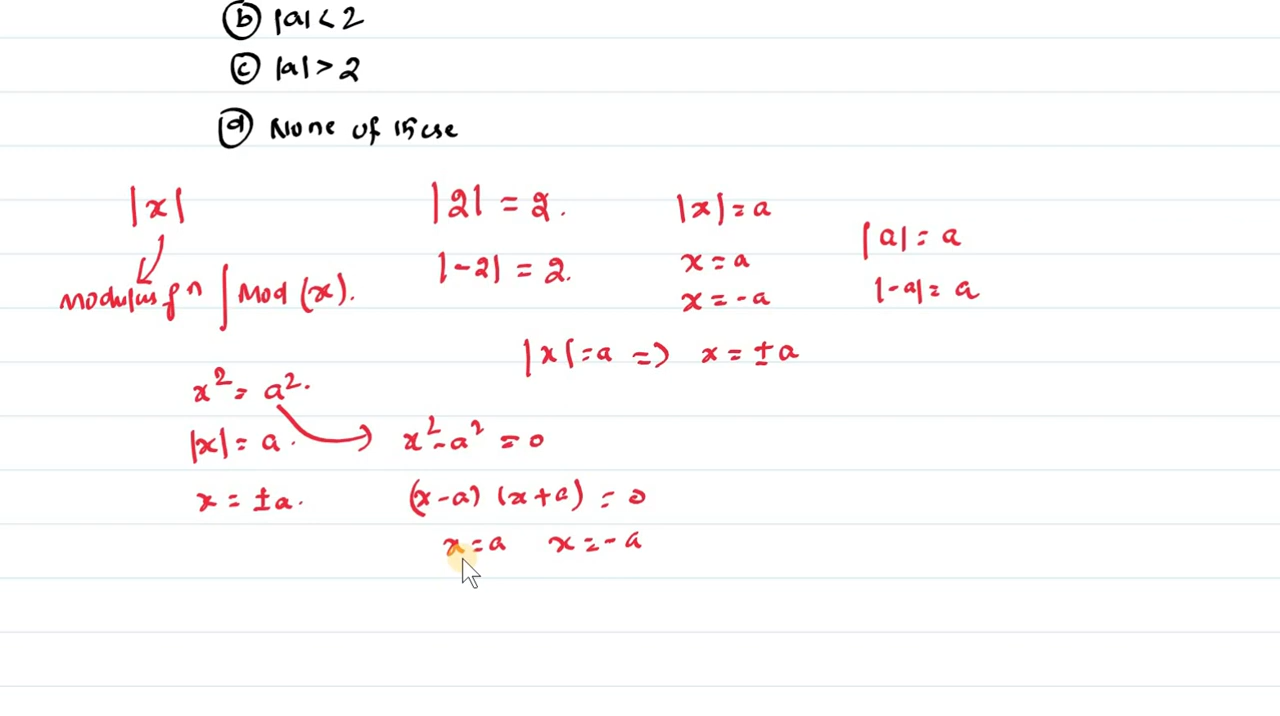 (b) |a| < 2
(c) |a| > 2
(d) None of these
|x|
modulus fn ∫ Mod (x).
|2| = 2.
|-2| = 2.
|x| = a
x = a
x = -a
|a| = a
|-a| = a
|x| = a => x = ±a
x² = a².
|x| = a.
x = ±a.
x² - a² = 0
(x-a) (x+a) = 0
x = a x = -a